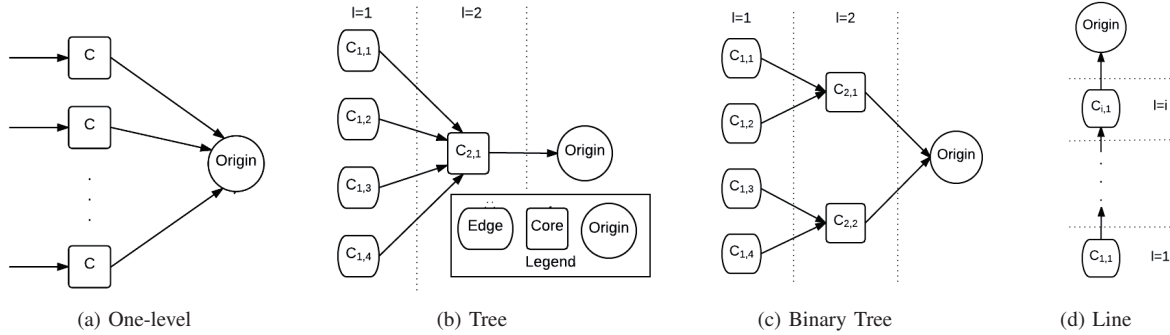 C
C
C
Origin
(a) One-level
l=1
l=2
C1,1
C1,2
C1,3
C1,4
C2,1
Origin
Edge
Core
Origin
Legend
(b) Tree
l=1
l=2
C1,1
C1,2
C1,3
C1,4
C2,1
C2,2
Origin
(c) Binary Tree
Origin
Ci,1
l=i
C1,1
l=1
(d) Line